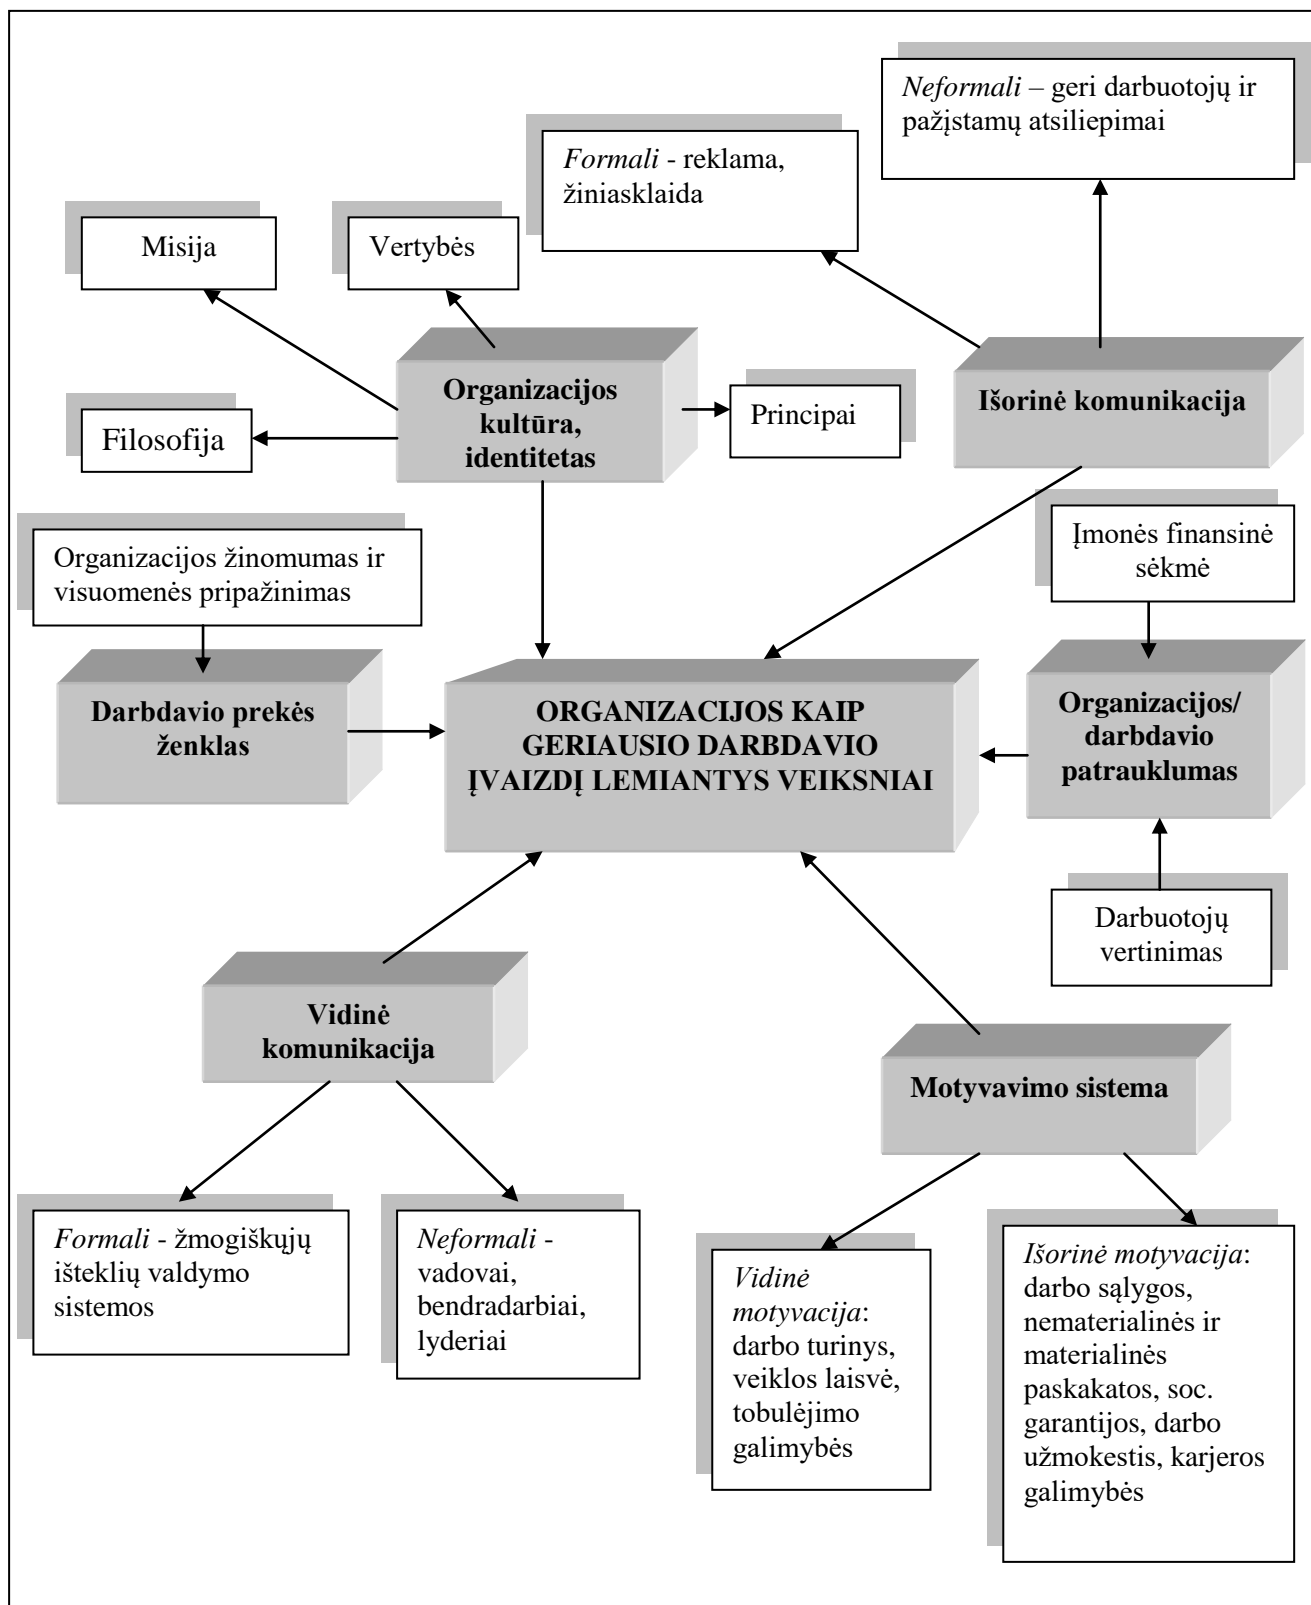 Neformali – geri darbuotojų ir
pažįstamų atsiliepimai
Formali - reklama,
žiniasklaida
Misija
Vertybės
Organizacijos
kultūra,
identitetas
Išorinė komunikacija
Principai
Filosofija
Organizacijos žinomumas ir
visuomenės pripažinimas
Įmonės finansinė
sėkmė
Darbdavio prekės
ženklas
ORGANIZACIJOS KAIP
GERIAUSIO DARBDAVIO
ĮVAIZDĮ LEMIANTYS VEIKSNIAI
Organizacijos/
darbdavio
patrauklumas
Darbuotojų
vertinimas
Vidinė
komunikacija
Motyvavimo sistema
Formali - žmogiškųjų
išteklių valdymo
sistemos
Neformali -
vadovai,
bendradarbiai,
lyderiai
Vidinė
motyvacija:
darbo turinys,
veiklos laisvė,
tobulėjimo
galimybės
Išorinė motyvacija:
darbo sąlygos,
nematerialinės ir
materialinės
paskakatos, soc.
garantijos, darbo
užmokestis, karjeros
galimybės